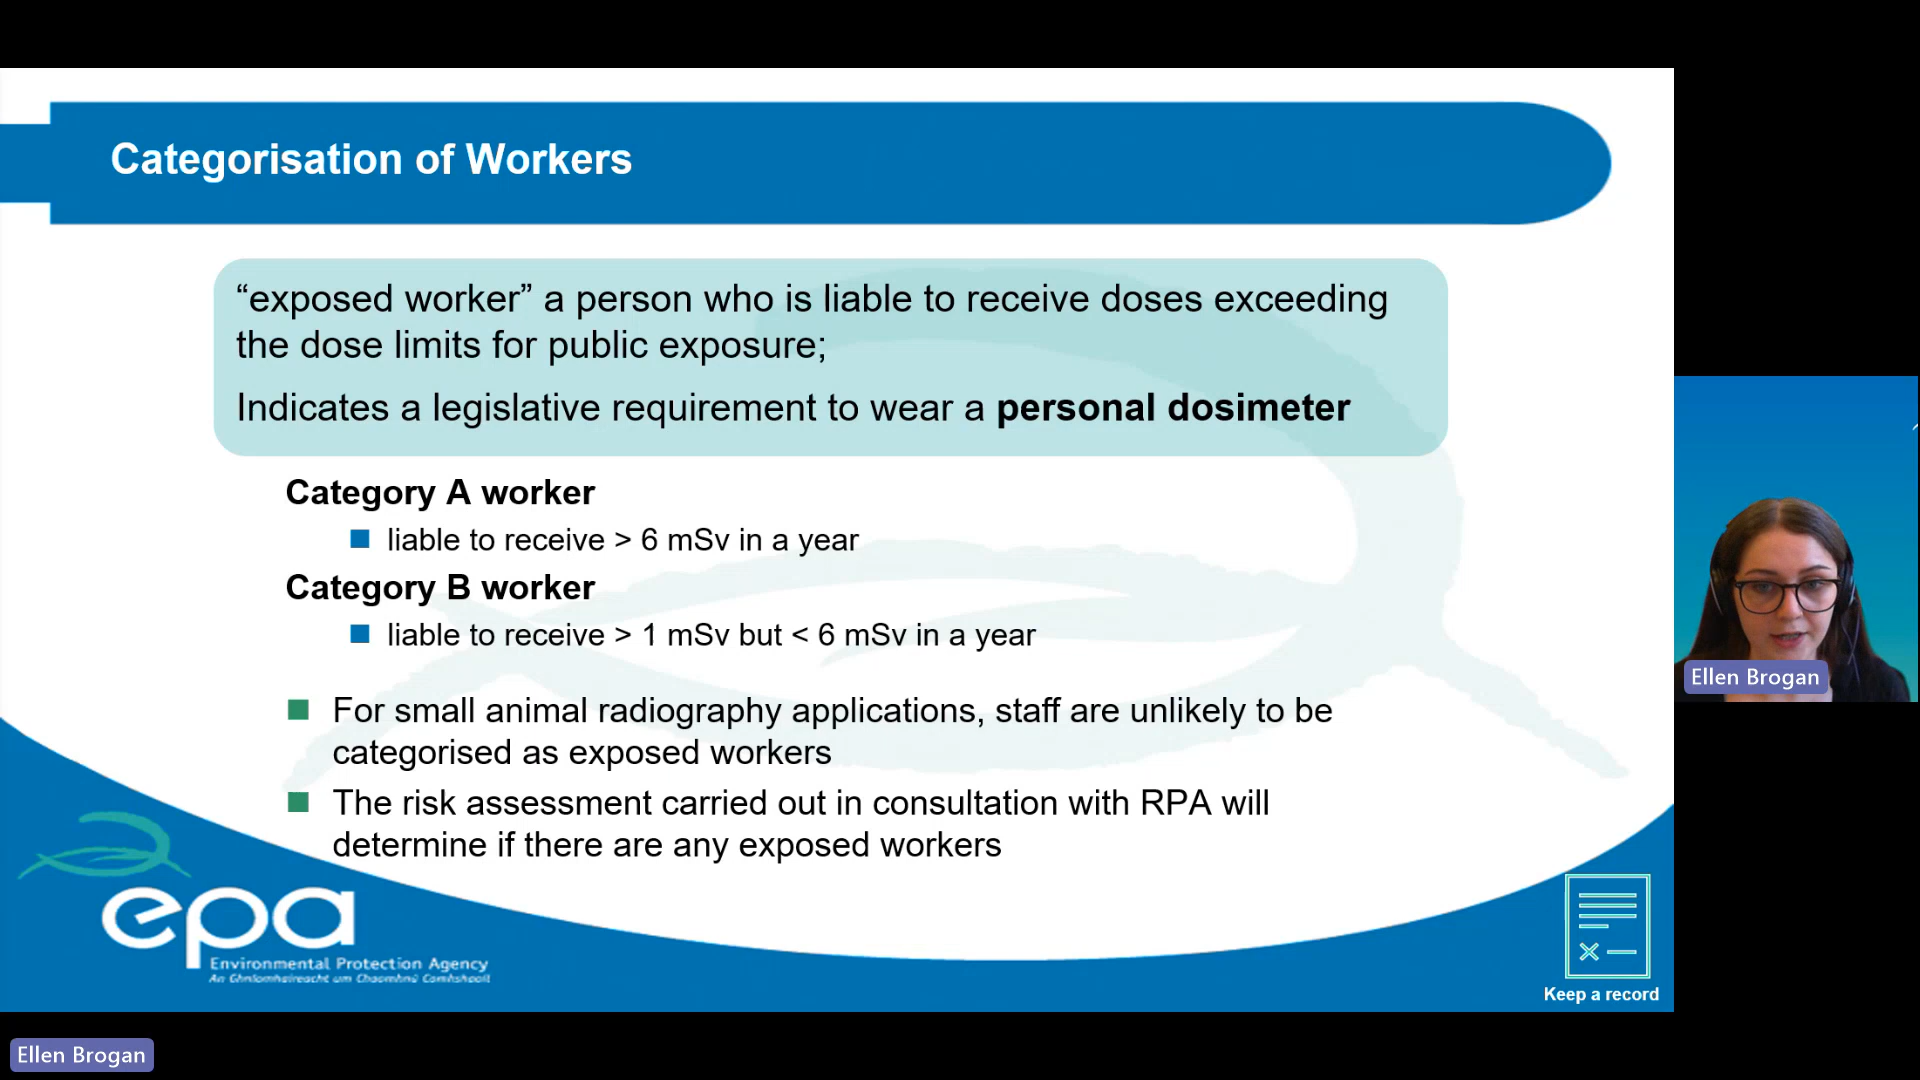 Categorisation of Workers
“exposed worker” a person who is liable to receive doses exceeding
the dose limits for public exposure;
Indicates a legislative requirement to wear a personal dosimeter
Category A worker
liable to receive > 6 mSv in a year
Category B worker
liable to receive > 1 mSv but < 6 mSv in a year
For small animal radiography applications, staff are unlikely to be
categorised as exposed workers
The risk assessment carried out in consultation with RPA will
determine if there are any exposed workers
epa
Environmental Protection Agency
An Ghníomhaireacht um Chaomhnú Comhshaoil
Keep a record
Ellen Brogan
Ellen Brogan